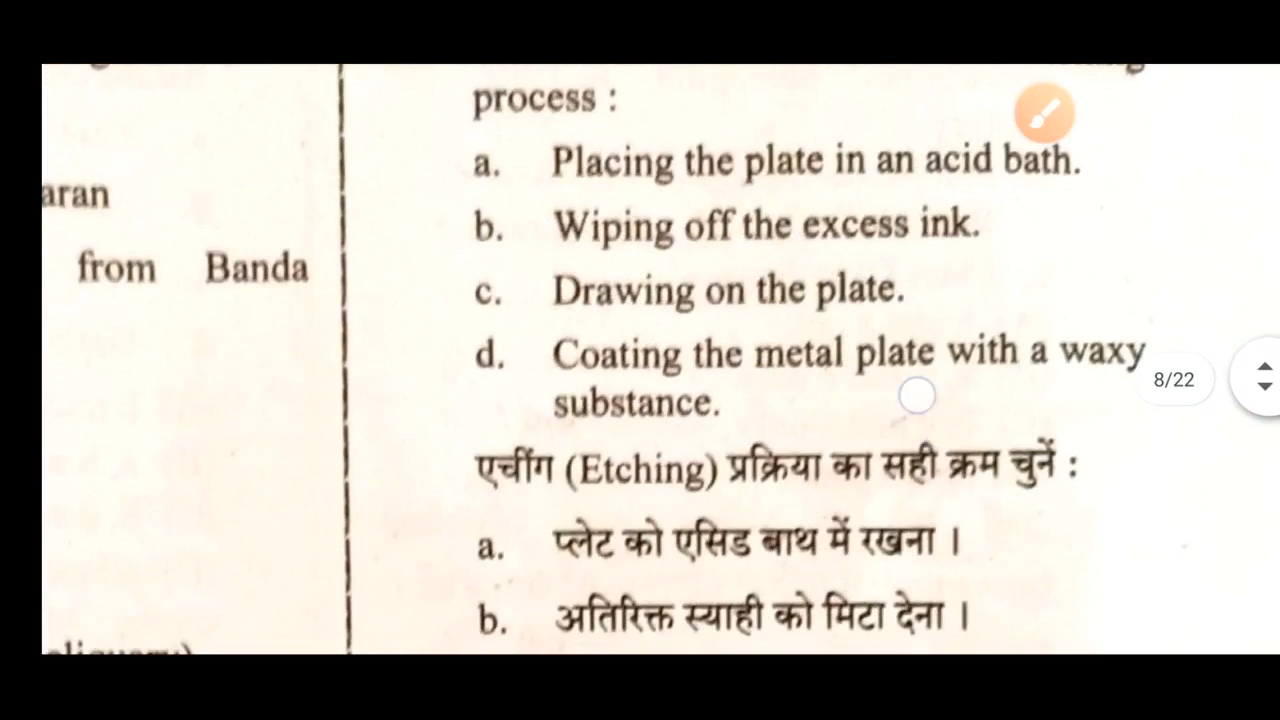 process :
a. Placing the plate in an acid bath.
aran
b. Wiping off the excess ink.
from Banda
c. Drawing on the plate.
d. Coating the metal plate with a waxy
8/22
substance.
एचींग (Etching) प्रक्रिया का सही क्रम चुनें :
a. प्लेट को एसिड बाथ में रखना ।
b. अतिरिक्त स्याही को मिटा देना ।